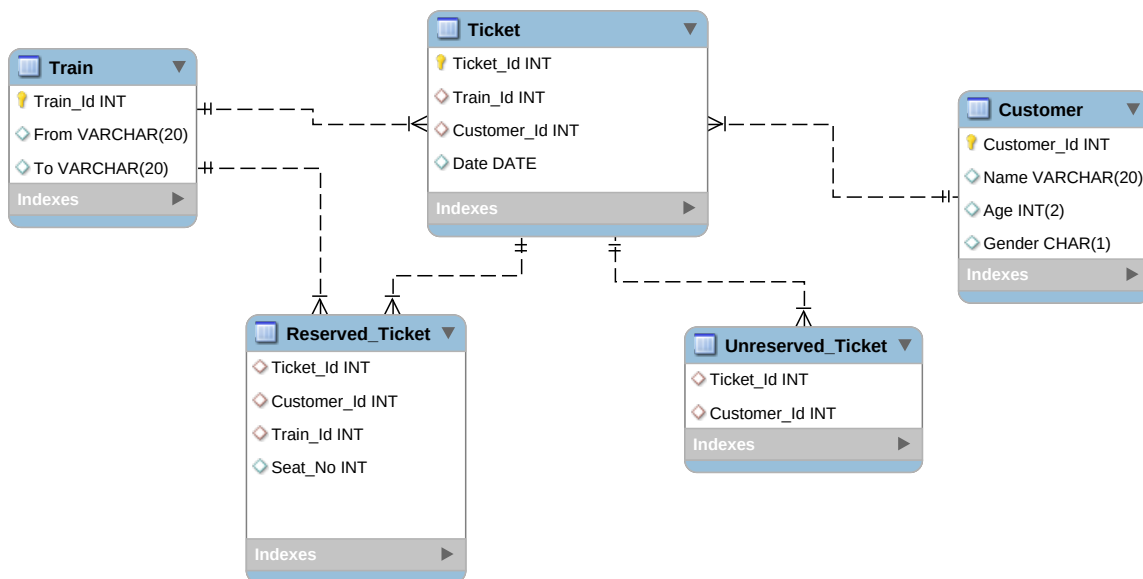 Train
Train_Id INT
From VARCHAR(20)
To VARCHAR(20)
Indexes
Ticket
Ticket_Id INT
Train_Id INT
Customer_Id INT
Date DATE
Indexes
Customer
Customer_Id INT
Name VARCHAR(20)
Age INT(2)
Gender CHAR(1)
Indexes
Reserved_Ticket
Ticket_Id INT
Customer_Id INT
Train_Id INT
Seat_No INT
Indexes
Unreserved_Ticket
Ticket_Id INT
Customer_Id INT
Indexes